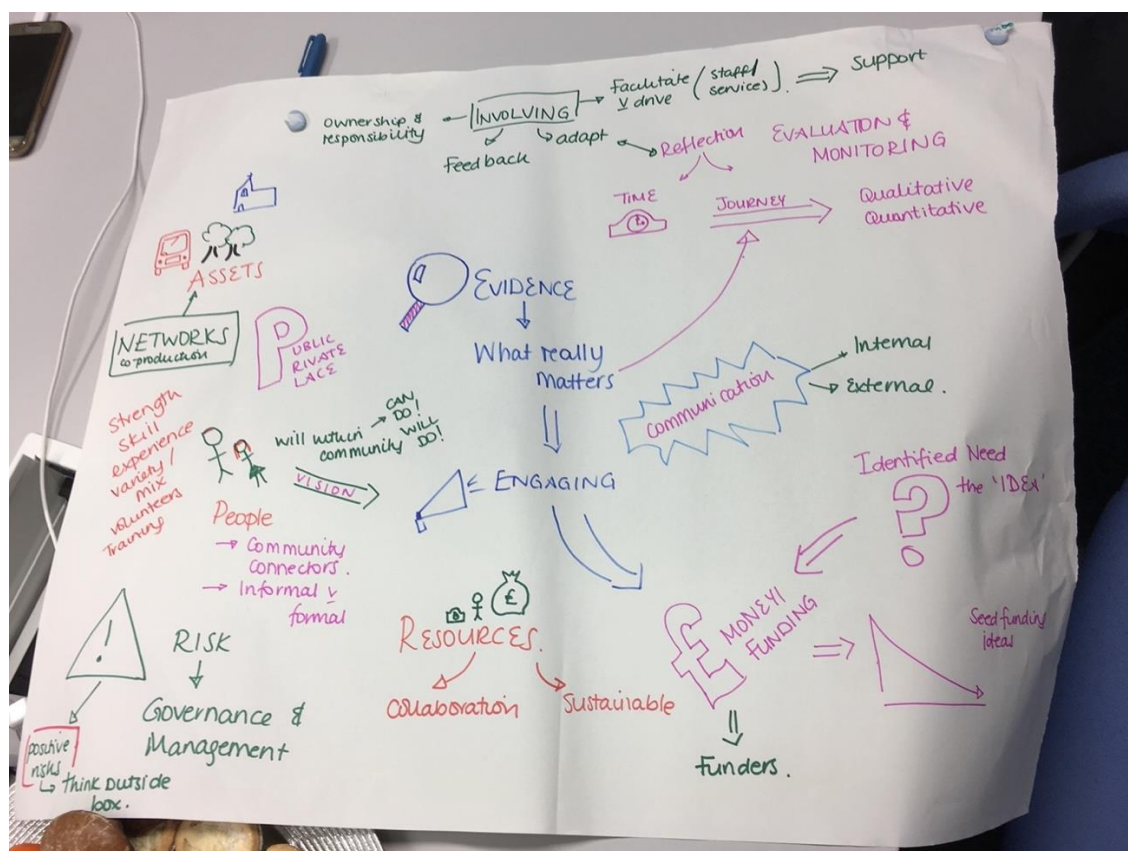 ownership &
responsibility
INVOLVING
Facilitate
v drive
(staff/
services).
Support
Feedback
adapt
Reflection
EVALUATION &
MONITORING
TIME
JOURNEY
Qualitative
Quantitative
ASSETS
NETWORKS
co-production
PUBLIC
PRIVATE
PLACE
EVIDENCE
What really
matters
communication
Internal
External.
Strength
Skill
experience
variety/
mix
volunteers
Training
will within
community
CAN
DO!
WILL
DO!
VISION
ENGAGING
People
Community
connectors.
Informal v
formal
Identified Need
the 'IDEA'
?
£
MONEY/
FUNDING
Seed funding
ideas
Funders.
£
RESOURCES.
Collaboration
Sustainable
!
RISK
Governance &
Management
positive
risks
think outside
box.